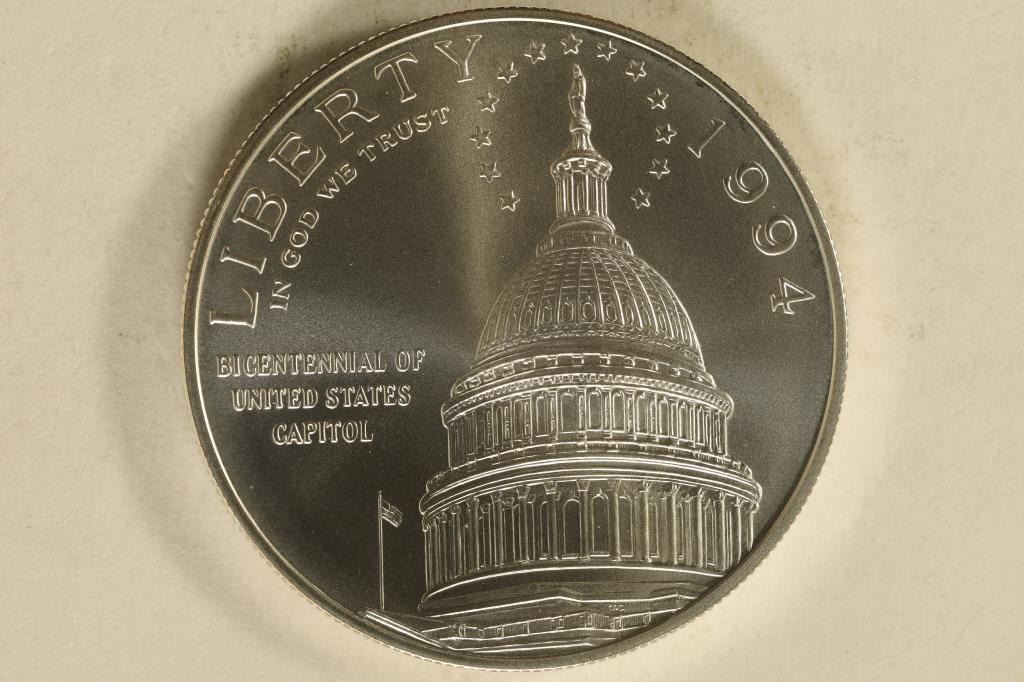 LIBERTY
IN GOD WE TRUST
1994
BICENTENNIAL OF
UNITED STATES
CAPITOL